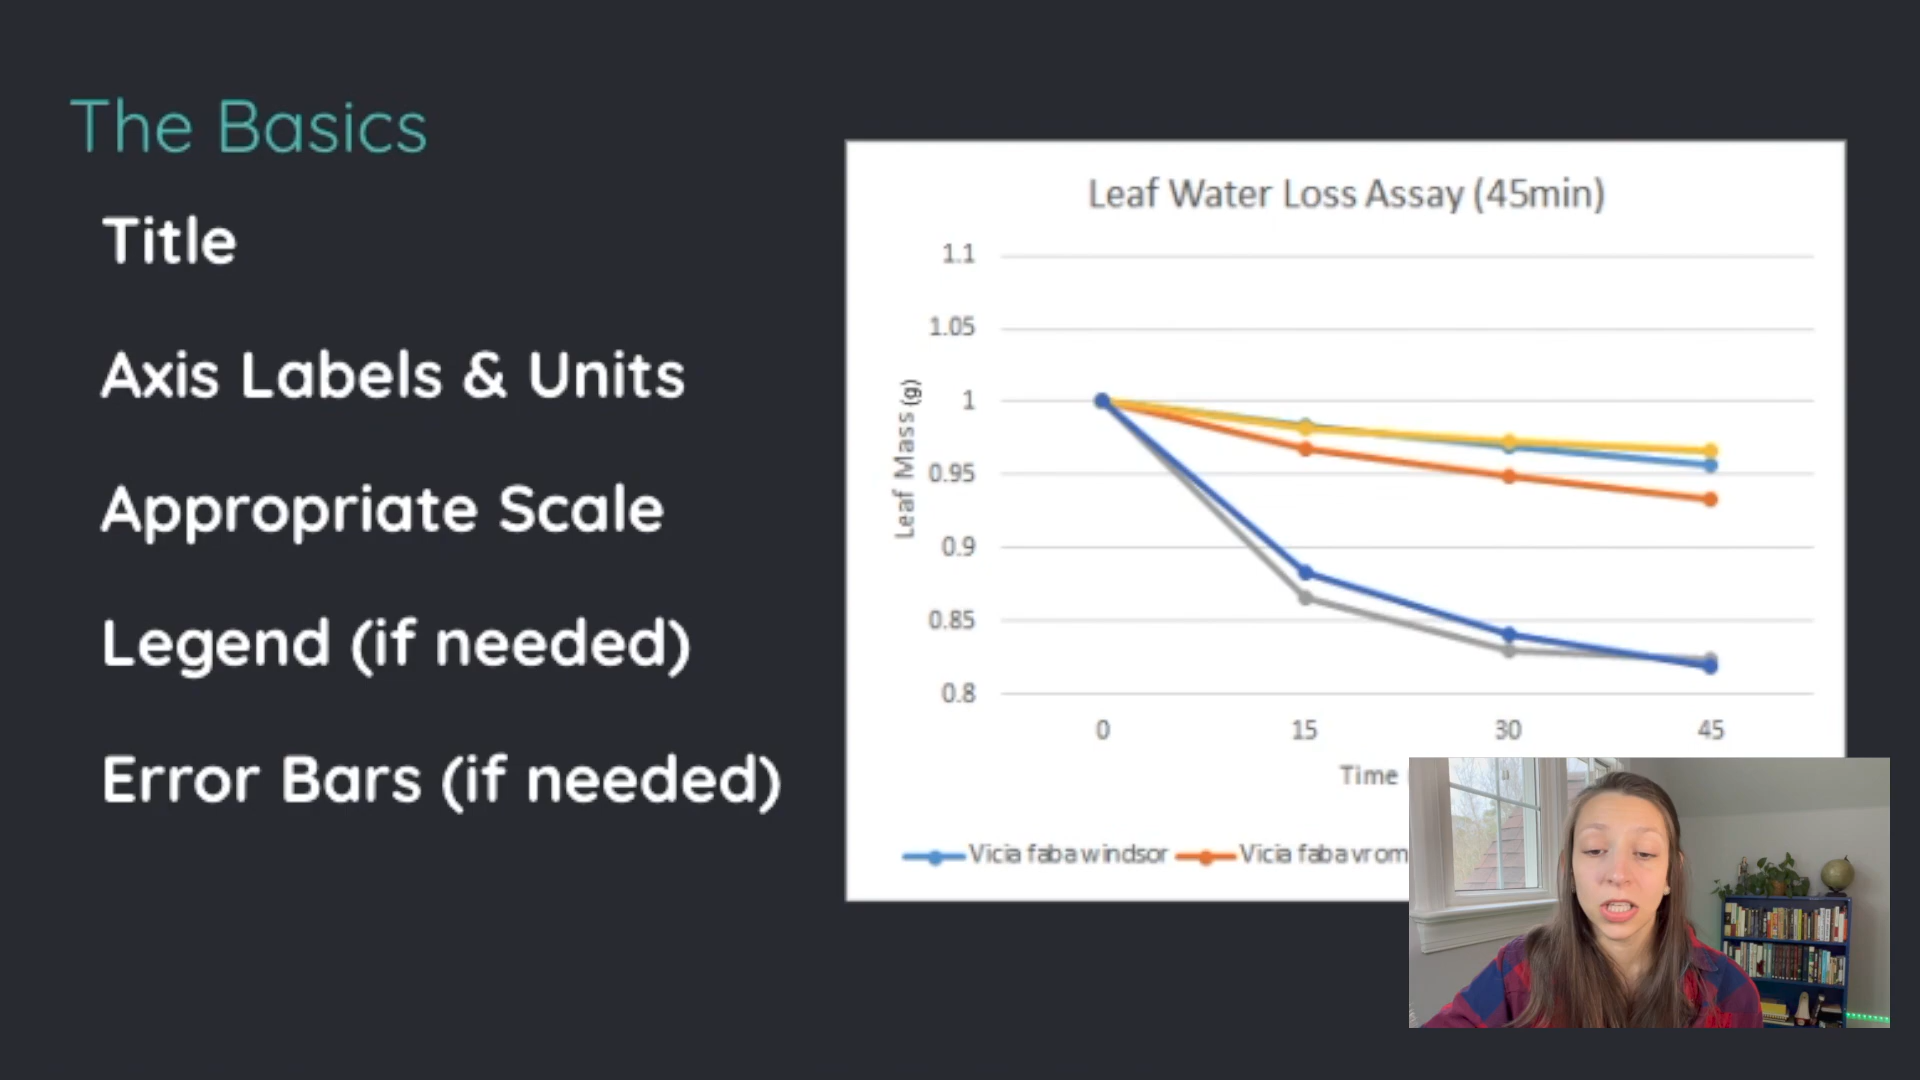 The Basics
Title
Axis Labels & Units
Appropriate Scale
Legend (if needed)
Error Bars (if needed)
Leaf Water Loss Assay (45min)
Leaf Mass (g)
1.1
1.05
1
0.95
0.9
0.85
0.8
0 15 30 45
Time
Vicia faba windsor Vicia faba vrom